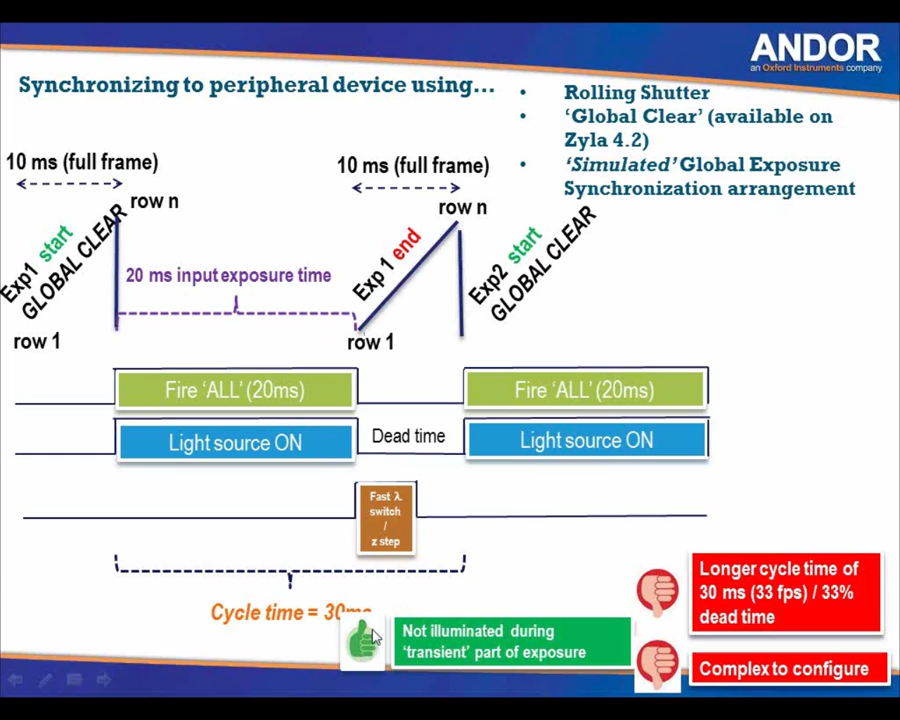 ANDOR
an Oxford Instruments company
Synchronizing to peripheral device using...
• Rolling Shutter
• ‘Global Clear’ (available on
Zyla 4.2)
• ‘Simulated’ Global Exposure
Synchronization arrangement
10 ms (full frame)
10 ms (full frame)
row n
row n
Exp1 start
GLOBAL CLEAR
20 ms input exposure time
Exp 1 end
Exp2 start
GLOBAL CLEAR
row 1
row 1
Fire ‘ALL’ (20ms)
Fire ‘ALL’ (20ms)
Light source ON
Dead time
Light source ON
Fast λ
switch
/
z step
Cycle time = 30ms
Not illuminated during
‘transient’ part of exposure
Longer cycle time of
30 ms (33 fps) / 33%
dead time
Complex to configure